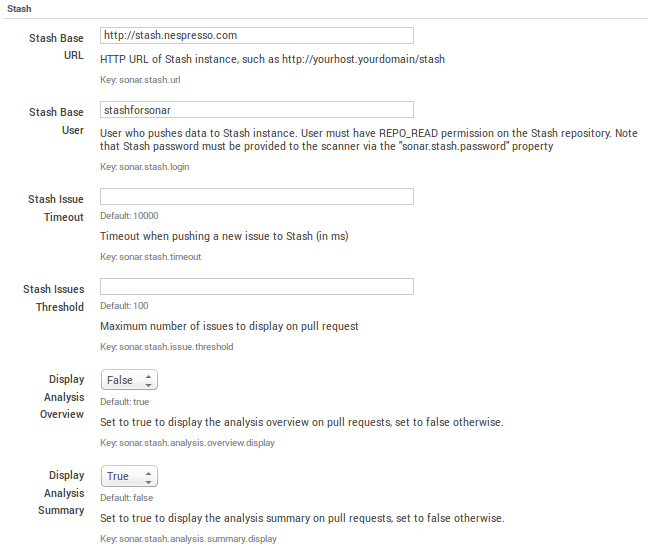 Stash
Stash Base URL
http://stash.nespresso.com
HTTP URL of Stash instance, such as http://yourhost.yourdomain/stash
Key: sonar.stash.url
Stash Base User
stashforsonar
User who pushes data to Stash instance. User must have REPO_READ permission on the Stash repository. Note
that Stash password must be provided to the scanner via the "sonar.stash.password" property
Key: sonar.stash.login
Stash Issue Timeout
Default: 10000
Timeout when pushing a new issue to Stash (in ms)
Key: sonar.stash.timeout
Stash Issues Threshold
Default: 100
Maximum number of issues to display on pull request
Key: sonar.stash.issue.threshold
Display Analysis Overview
False
Default: true
Set to true to display the analysis overview on pull requests, set to false otherwise.
Key: sonar.stash.analysis.overview.display
Display Analysis Summary
True
Default: false
Set to true to display the analysis summary on pull requests, set to false otherwise.
Key: sonar.stash.analysis.summary.display